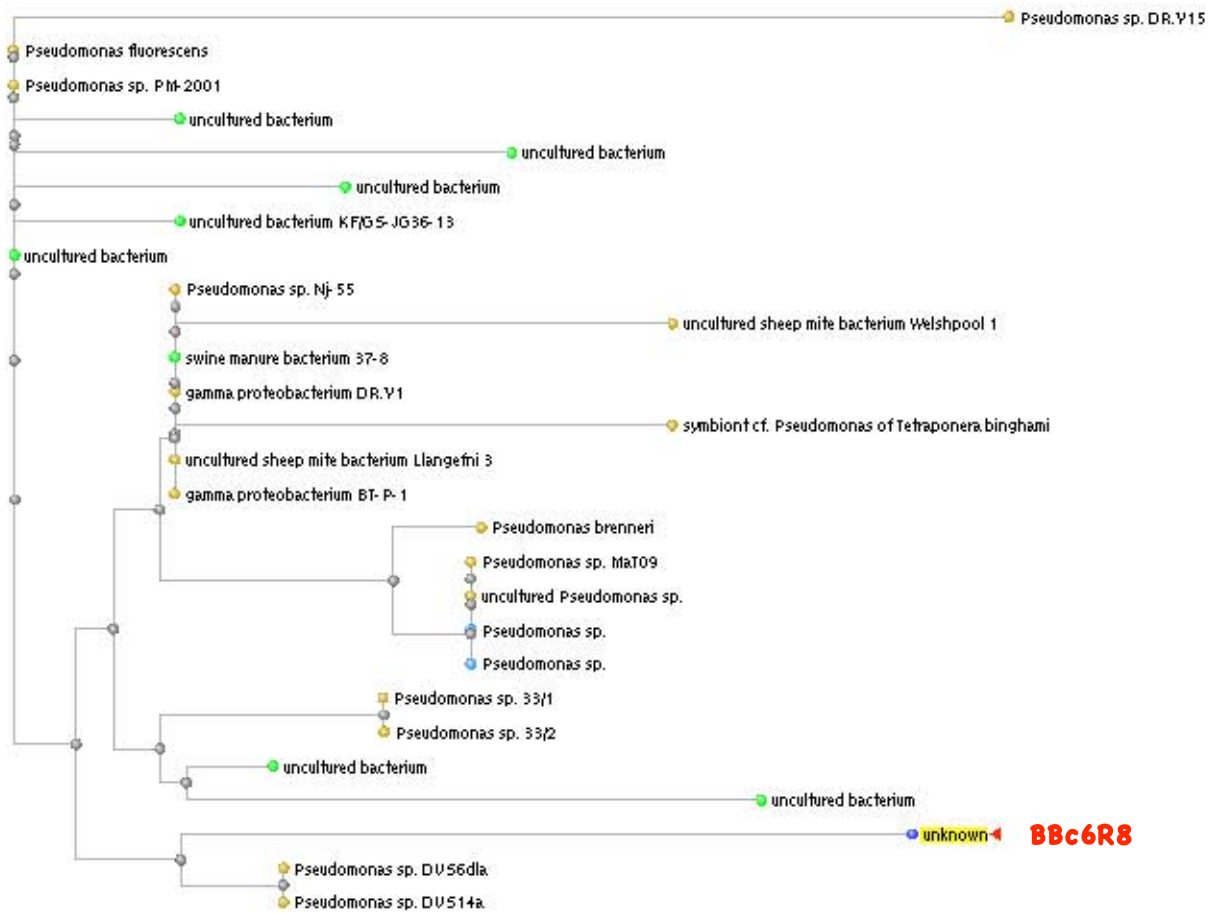 Pseudomonas sp. DR.Y15
Pseudomonas fluorescens
Pseudomonas sp. PM-2001
uncultured bacterium
uncultured bacterium
uncultured bacterium
uncultured bacterium KF/GS-JG36-13
uncultured bacterium
Pseudomonas sp. Nj-55
uncultured sheep mite bacterium Welshpool 1
swine manure bacterium 37-8
gamma proteobacterium DR.Y1
symbiont cf. Pseudomonas of Tetraponera binghami
uncultured sheep mite bacterium Llangefni 3
gamma proteobacterium BT-P-1
Pseudomonas brenneri
Pseudomonas sp. MaT09
uncultured Pseudomonas sp.
Pseudomonas sp.
Pseudomonas sp.
Pseudomonas sp. 33/1
Pseudomonas sp. 33/2
uncultured bacterium
uncultured bacterium
unknown BBc6R8
Pseudomonas sp. DVS6dla
Pseudomonas sp. DVS14a